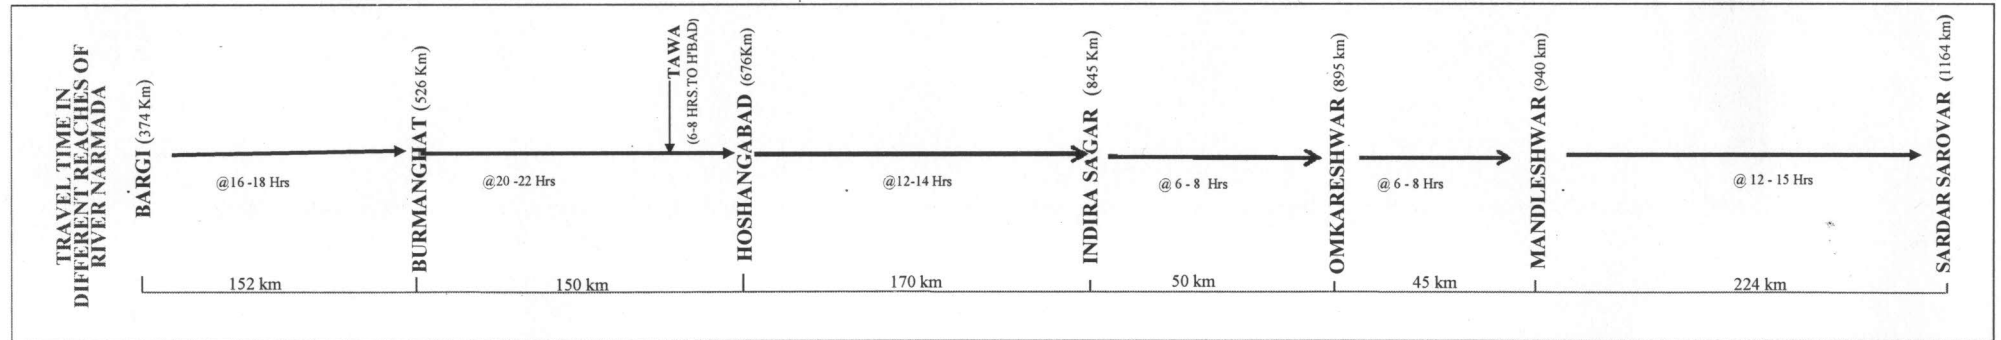 TRAVEL TIME IN
DIFFERENT REACHES OF
RIVER NARMADA
BARGI (374 Km)
@16 -18 Hrs
BURMANGHAT (526 Km)
@20 -22 Hrs
TAWA
(6-8 HRS.TO H'BAD)
HOSHANGABAD (676Km)
@12-14 Hrs
INDIRA SAGAR (845 Km)
@ 6 - 8 Hrs
OMKARESHWAR (895 km)
@ 6 - 8 Hrs
MANDLESHWAR (940 km)
@ 12 - 15 Hrs
SARDAR SAROVAR (1164 km)
152 km
150 km
170 km
50 km
45 km
224 km